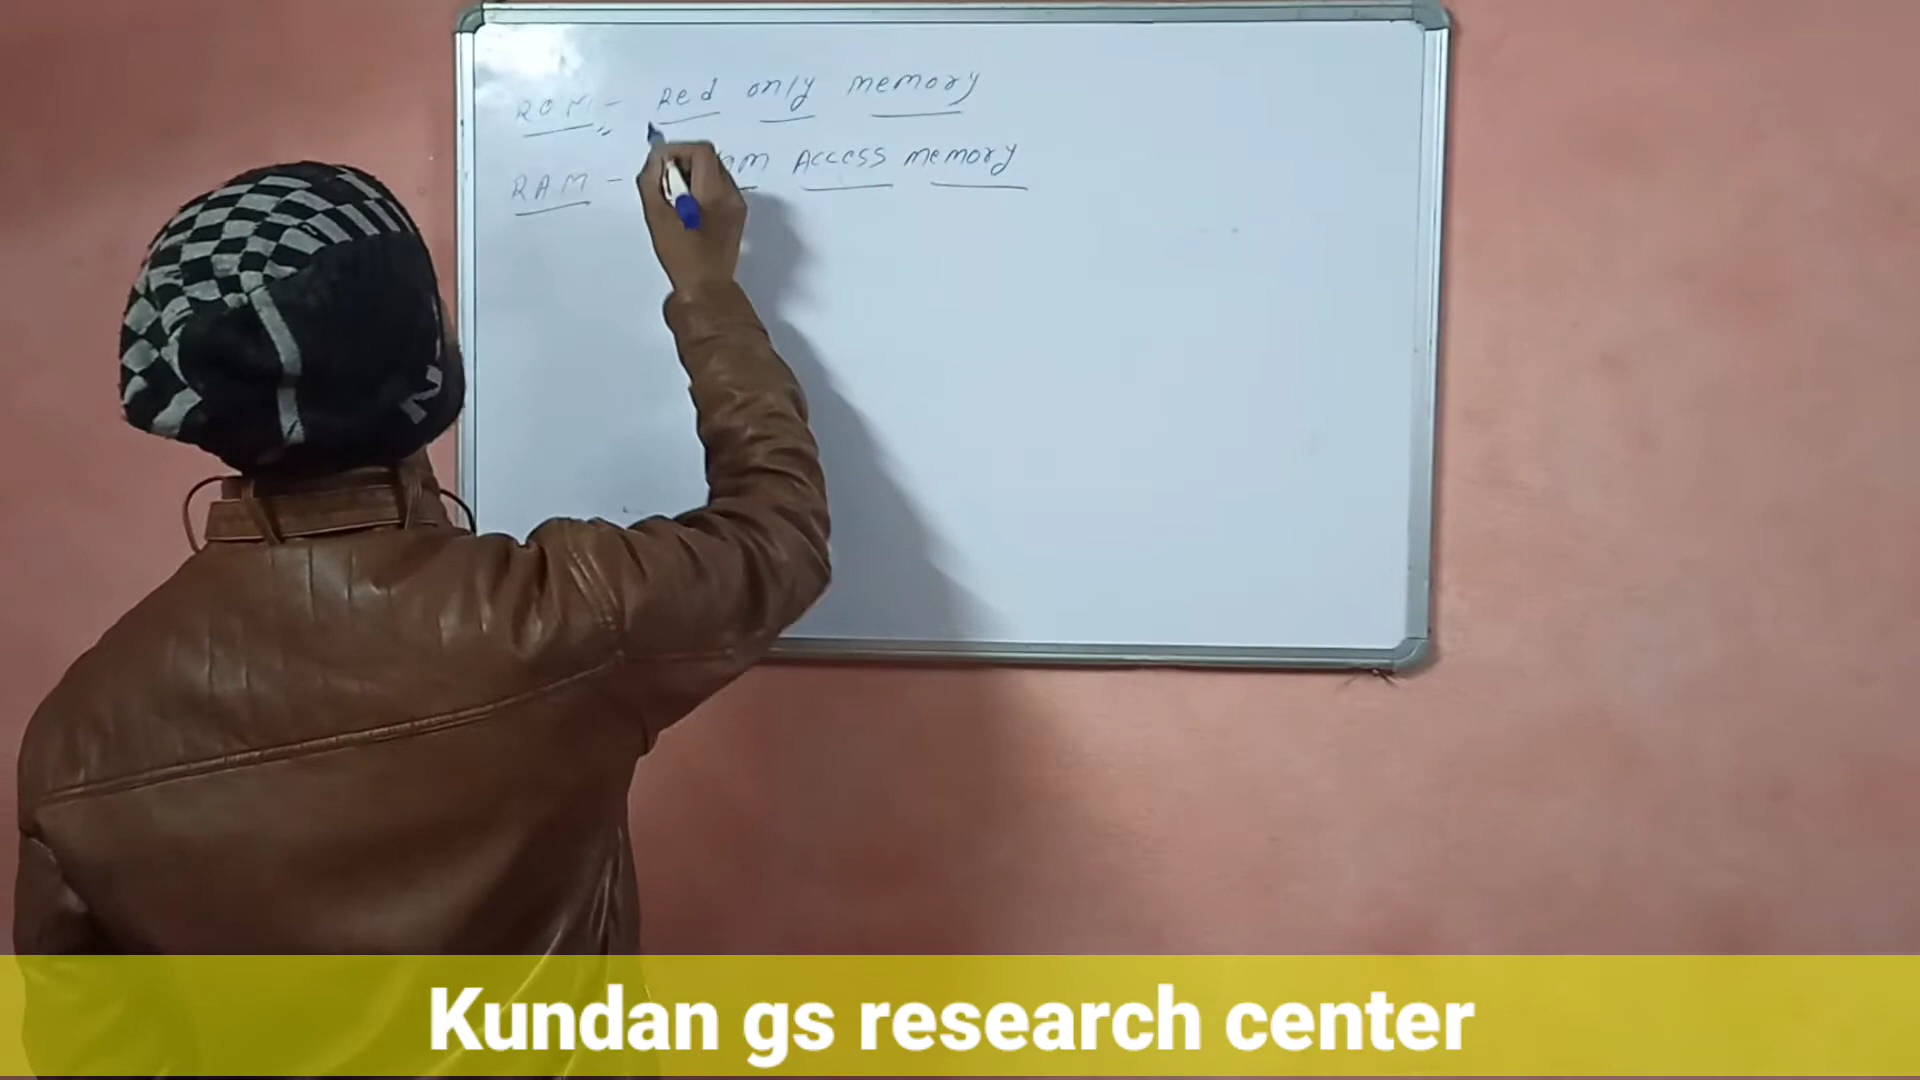 ROM - Red only memory
RAM - Access memory
N
Kundan gs research center